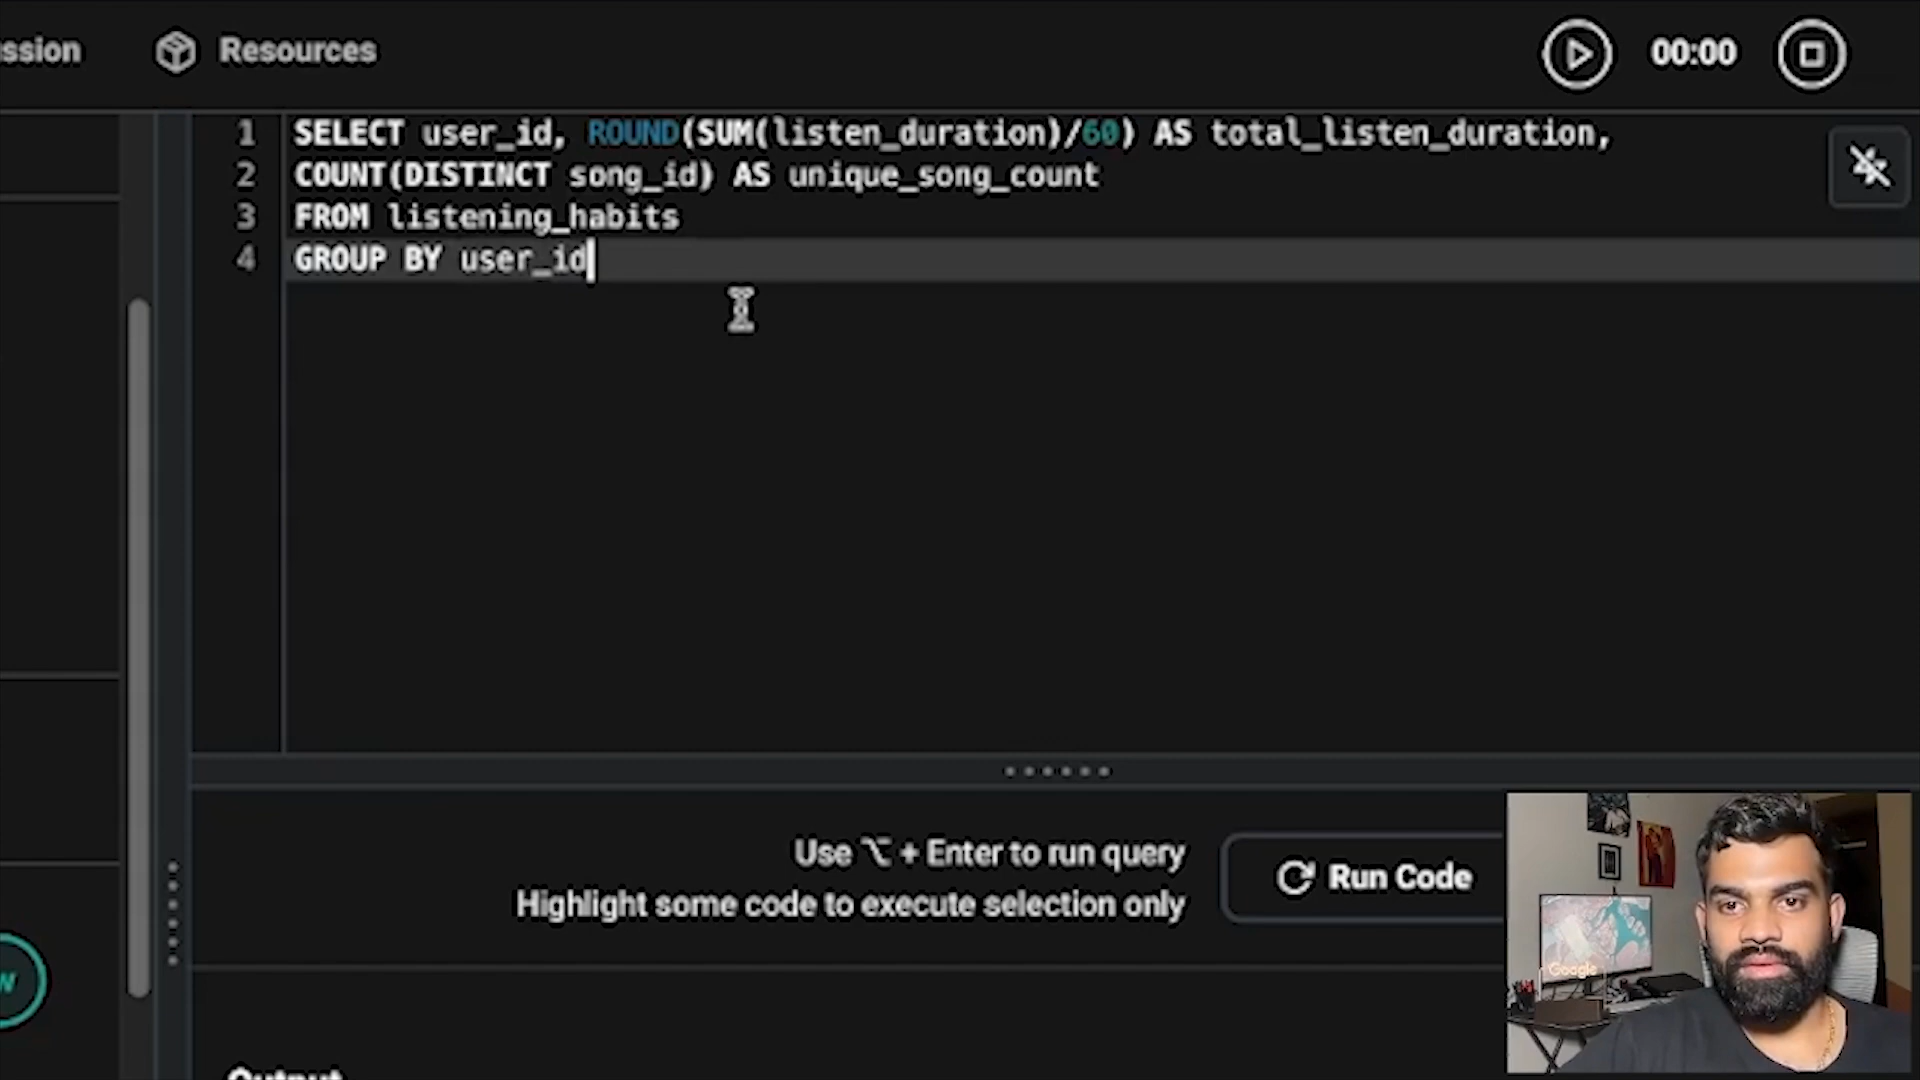 ssion
Resources
00:00
1 SELECT user_id, ROUND(SUM(listen_duration)/60) AS total_listen_duration,
2 COUNT(DISTINCT song_id) AS unique_song_count
3 FROM listening_habits
4 GROUP BY user_id
Use ⌥ + Enter to run query
Highlight some code to execute selection only
Run Code
w
Google
Output